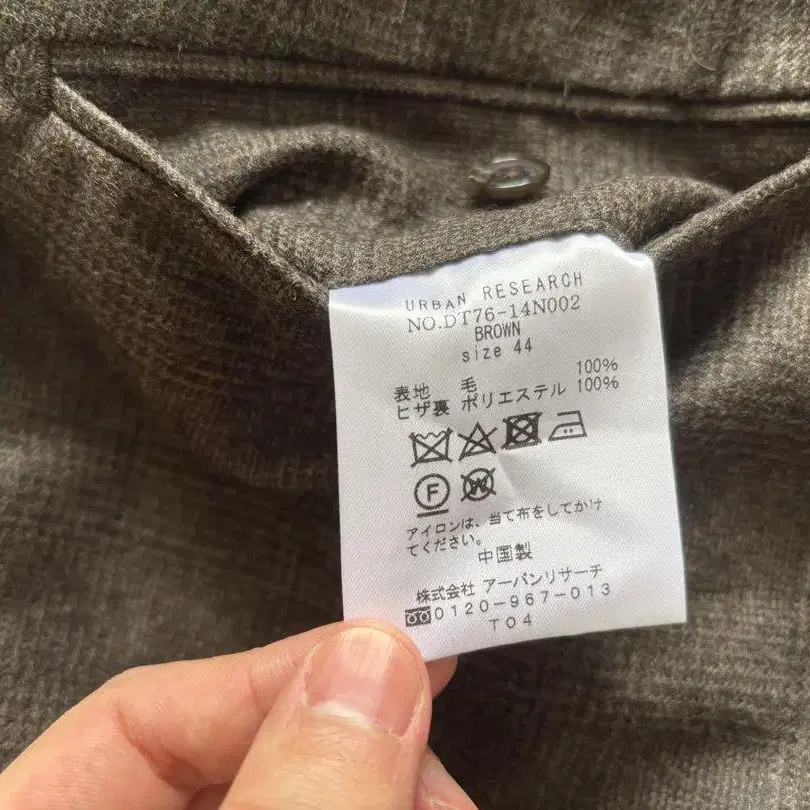 URBAN RESEARCH
NO.DT76-14N002
BROWN
size 44
表地 毛 100%
ヒザ裏 ポリエステル 100%
F
W
アイロンは、当て布をしてかけ
てください。
中国製
株式会社 アーバンリサーチ
0120-967-013
T04